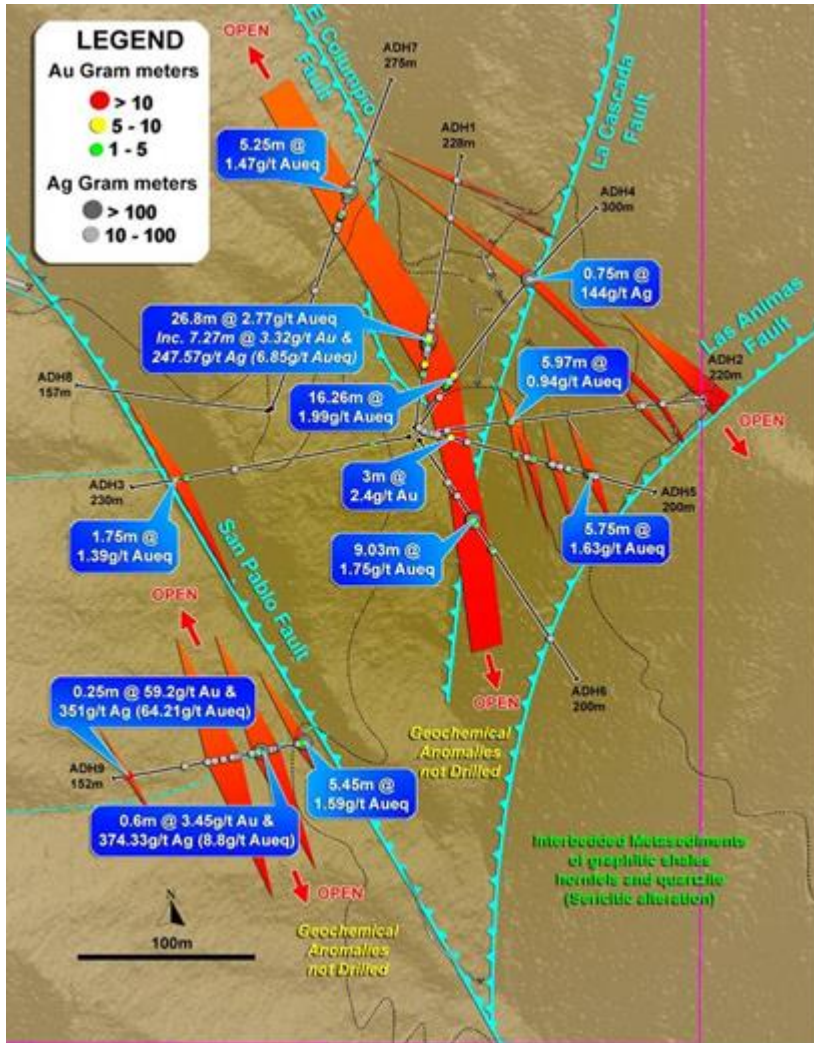 LEGEND
Au Gram meters
> 10
5 - 10
1 - 5
Ag Gram meters
> 100
10 - 100
OPEN
El Columpio
Fault
ADH7
275m
ADH1
228m
La Cascada
Fault
ADH4
300m
5.25m @
1.47g/t Aueq
0.75m @
144g/t Ag
26.8m @ 2.77g/t Aueq
Inc. 7.27m @ 3.32g/t Au &
247.57g/t Ag (6.85g/t Aueq)
Las Animas
Fault
ADH2
220m
5.97m @
0.94g/t Aueq
ADH8
157m
16.26m @
1.99g/t Aueq
OPEN
3m @
2.4g/t Au
ADH3
230m
ADH5
200m
1.75m @
1.39g/t Aueq
San Pablo Fault
9.03m @
1.75g/t Aueq
5.75m @
1.63g/t Aueq
OPEN
0.25m @ 59.2g/t Au &
351g/t Ag (64.21g/t Aueq)
OPEN
ADH6
200m
Geochemical
Anomalies
not Drilled
ADH9
152m
5.45m @
1.59g/t Aueq
0.6m @ 3.45g/t Au &
374.33g/t Ag (8.8g/t Aueq)
Interbedded Metasediments
of graphitic shales
hornfels and quartzite
(Sericitic alteration)
OPEN
N
100m
Geochemical
Anomalies
not Drilled